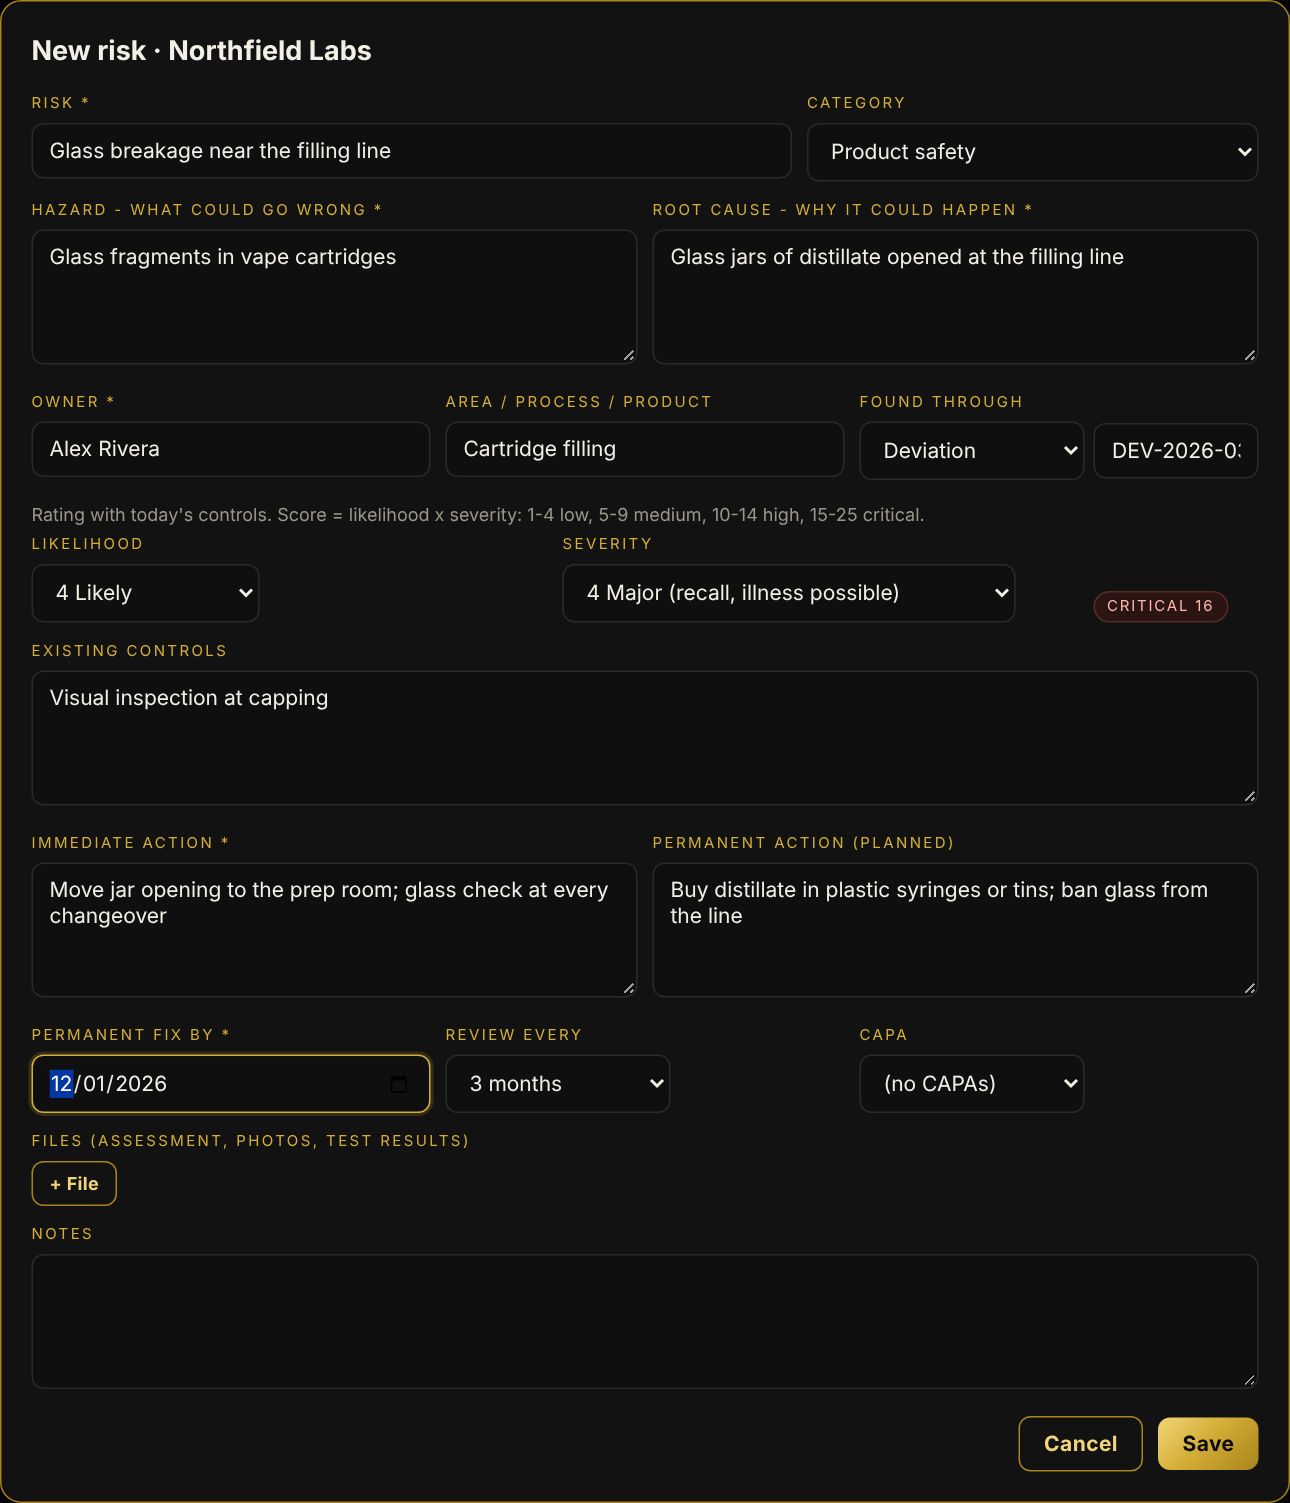 New risk · Northfield Labs
RISK *
CATEGORY
Glass breakage near the filling line
Product safety
HAZARD - WHAT COULD GO WRONG *
ROOT CAUSE - WHY IT COULD HAPPEN *
Glass fragments in vape cartridges
Glass jars of distillate opened at the filling line
OWNER *
AREA / PROCESS / PRODUCT
FOUND THROUGH
Alex Rivera
Cartridge filling
Deviation
DEV-2026-03
Rating with today's controls. Score = likelihood x severity: 1-4 low, 5-9 medium, 10-14 high, 15-25 critical.
LIKELIHOOD
SEVERITY
4 Likely
4 Major (recall, illness possible)
CRITICAL 16
EXISTING CONTROLS
Visual inspection at capping
IMMEDIATE ACTION *
PERMANENT ACTION (PLANNED)
Move jar opening to the prep room; glass check at every
changeover
Buy distillate in plastic syringes or tins; ban glass from
the line
PERMANENT FIX BY *
REVIEW EVERY
CAPA
12/01/2026
3 months
(no CAPAs)
FILES (ASSESSMENT, PHOTOS, TEST RESULTS)
+ File
NOTES
Cancel
Save